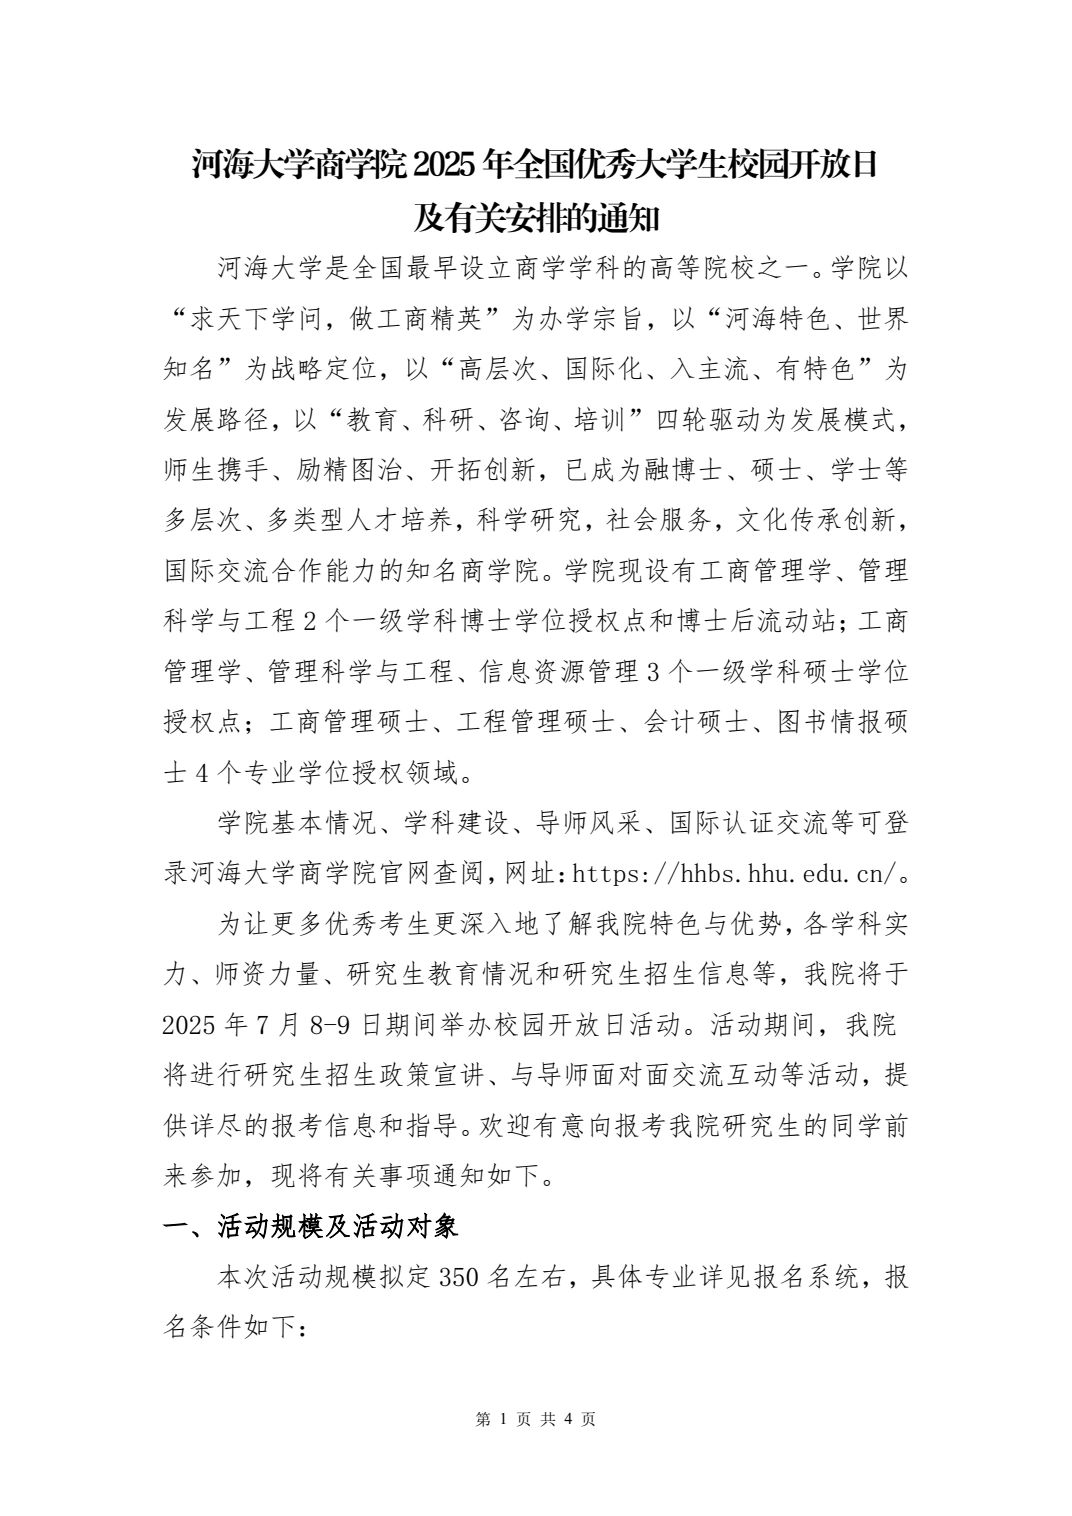 河海大学商学院 2025 年全国优秀大学生校园开放日
及有关安排的通知
河海大学是全国最早设立商学学科的高等院校之一。学院以
“求天下学问，做工商精英”为办学宗旨，以“河海特色、世界
知名”为战略定位，以“高层次、国际化、入主流、有特色”为
发展路径，以“教育、科研、咨询、培训”四轮驱动为发展模式，
师生携手、励精图治、开拓创新，已成为融博士、硕士、学士等
多层次、多类型人才培养，科学研究，社会服务，文化传承创新，
国际交流合作能力的知名商学院。学院现设有工商管理学、管理
科学与工程 2 个一级学科博士学位授权点和博士后流动站；工商
管理学、管理科学与工程、信息资源管理 3 个一级学科硕士学位
授权点；工商管理硕士、工程管理硕士、会计硕士、图书情报硕
士 4 个专业学位授权领域。
学院基本情况、学科建设、导师风采、国际认证交流等可登
录河海大学商学院官网查阅，网址：https://hhbs.hhu.edu.cn/。
为让更多优秀考生更深入地了解我院特色与优势，各学科实
力、师资力量、研究生教育情况和研究生招生信息等，我院将于
2025 年 7 月 8-9 日期间举办校园开放日活动。活动期间，我院
将进行研究生招生政策宣讲、与导师面对面交流互动等活动，提
供详尽的报考信息和指导。欢迎有意向报考我院研究生的同学前
来参加，现将有关事项通知如下。
一、活动规模及活动对象
本次活动规模拟定 350 名左右，具体专业详见报名系统，报
名条件如下：
第 1 页 共 4 页